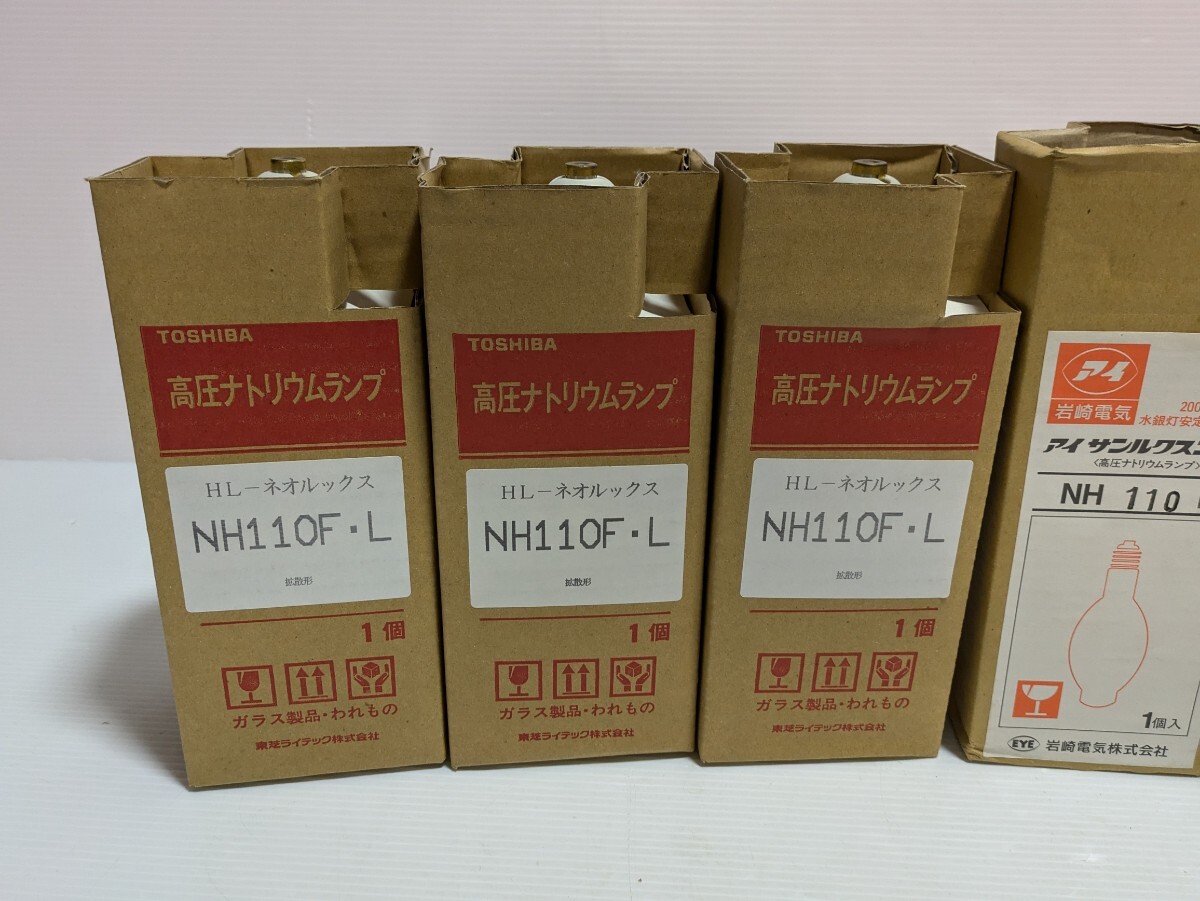 TOSHIBA
高圧ナトリウムランプ
HL-ネオルックス
NH110F・L
拡散形
1個
ガラス製品・われもの
東芝ライテック株式会社
TOSHIBA
高圧ナトリウムランプ
HL-ネオルックス
NH110F・L
拡散形
1個
ガラス製品・われもの
東芝ライテック株式会社
TOSHIBA
高圧ナトリウムランプ
HL-ネオルックス
NH110F・L
拡散形
1個
ガラス製品・われもの
東芝ライテック株式会社
アイ
岩崎電気
200
水銀灯安定
アイ サンルクス
〈高圧ナトリウムランプ〉
NH 110
1個入
EYE 岩崎電気株式会社